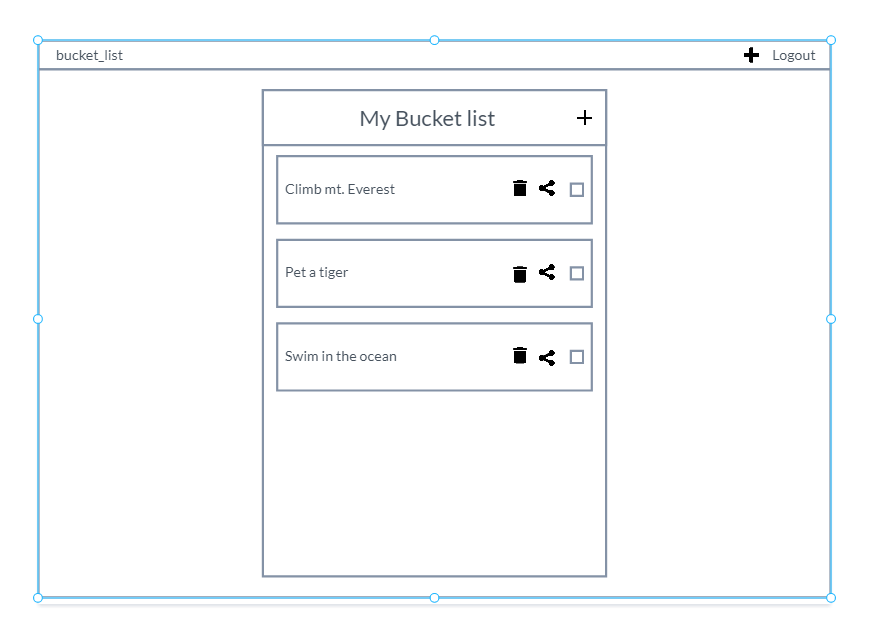 bucket_list
Logout
My Bucket list
Climb mt. Everest
Pet a tiger
Swim in the ocean